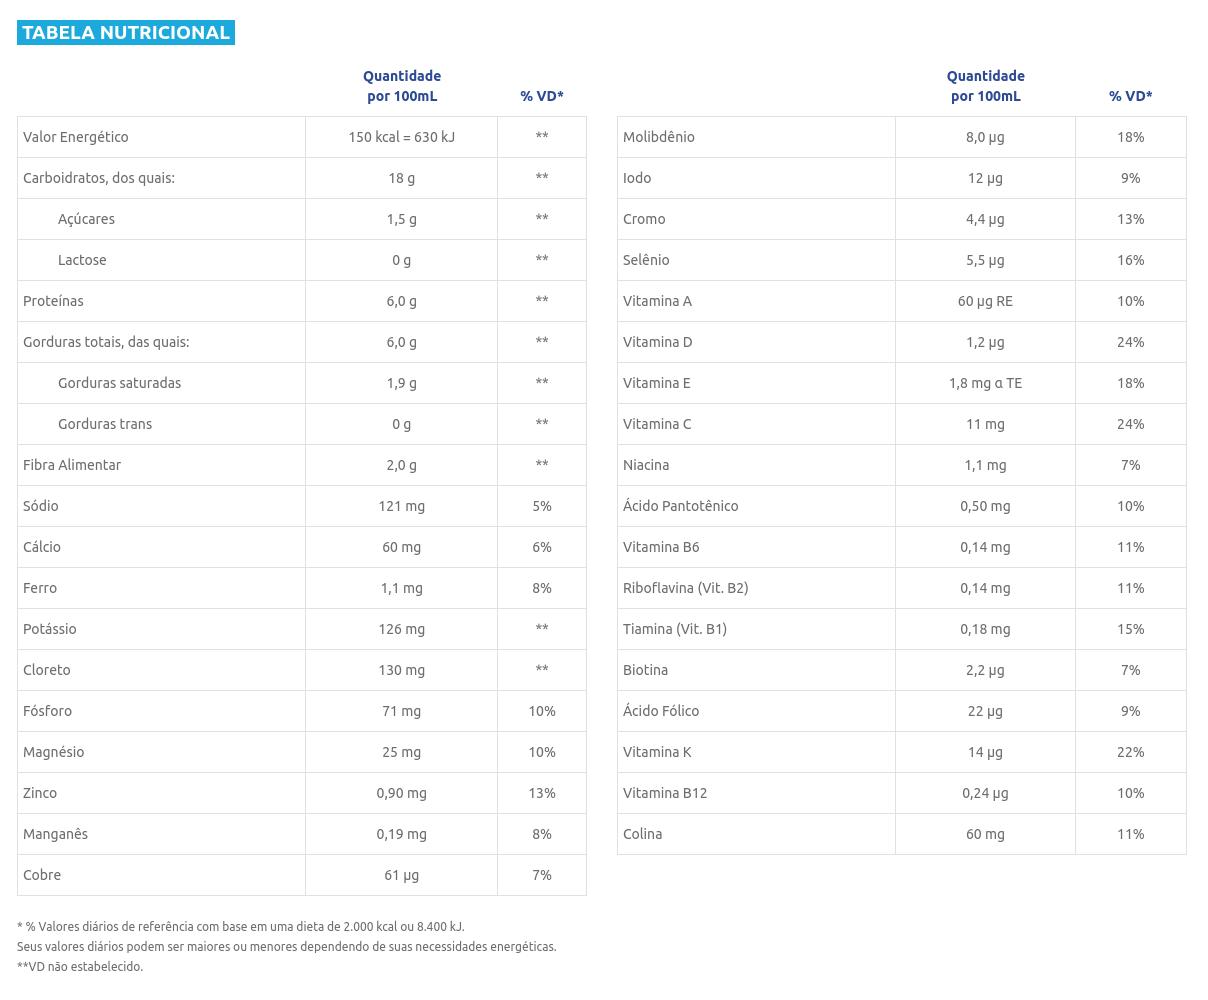 TABELA NUTRICIONAL
Quantidade
por 100mL % VD*
Valor Energético 150 kcal = 630 kJ **
Carboidratos, dos quais: 18 g **
Açúcares 1,5 g **
Lactose 0 g **
Proteínas 6,0 g **
Gorduras totais, das quais: 6,0 g **
Gorduras saturadas 1,9 g **
Gorduras trans 0 g **
Fibra Alimentar 2,0 g **
Sódio 121 mg 5%
Cálcio 60 mg 6%
Ferro 1,1 mg 8%
Potássio 126 mg **
Cloreto 130 mg **
Fósforo 71 mg 10%
Magnésio 25 mg 10%
Zinco 0,90 mg 13%
Manganês 0,19 mg 8%
Cobre 61 µg 7%
Quantidade
por 100mL % VD*
Molibdênio 8,0 µg 18%
Iodo 12 µg 9%
Cromo 4,4 µg 13%
Selênio 5,5 µg 16%
Vitamina A 60 µg RE 10%
Vitamina D 1,2 µg 24%
Vitamina E 1,8 mg α TE 18%
Vitamina C 11 mg 24%
Niacina 1,1 mg 7%
Ácido Pantotênico 0,50 mg 10%
Vitamina B6 0,14 mg 11%
Riboflavina (Vit. B2) 0,14 mg 11%
Tiamina (Vit. B1) 0,18 mg 15%
Biotina 2,2 µg 7%
Ácido Fólico 22 µg 9%
Vitamina K 14 µg 22%
Vitamina B12 0,24 µg 10%
Colina 60 mg 11%
* % Valores diários de referência com base em uma dieta de 2.000 kcal ou 8.400 kJ.
Seus valores diários podem ser maiores ou menores dependendo de suas necessidades energéticas.
**VD não estabelecido.